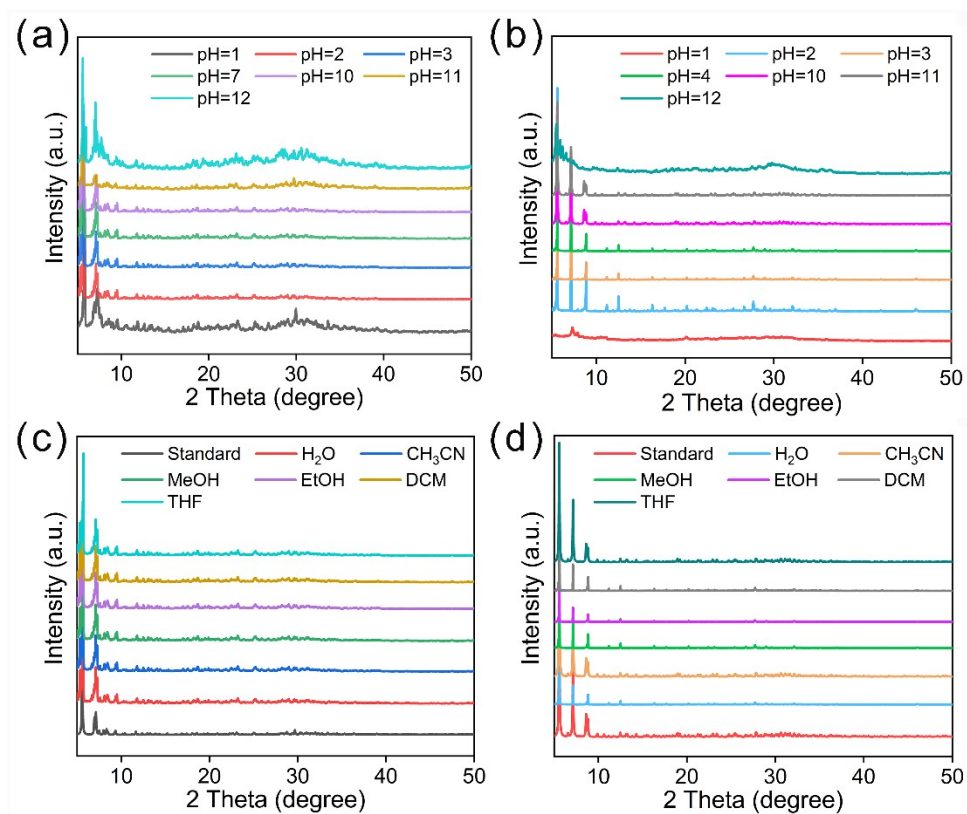 (a)
pH=1 pH=2 pH=3
pH=7 pH=10 pH=11
pH=12
Intensity (a.u.)
10 20 30 40 50
2 Theta (degree)
(b)
pH=1 pH=2 pH=3
pH=4 pH=10 pH=11
pH=12
Intensity (a.u.)
10 20 30 40 50
2 Theta (degree)
(c)
Standard H₂O CH₃CN
MeOH EtOH DCM
THF
Intensity (a.u.)
10 20 30 40 50
2 Theta (degree)
(d)
Standard H₂O CH₃CN
MeOH EtOH DCM
THF
Intensity (a.u.)
10 20 30 40 50
2 Theta (degree)